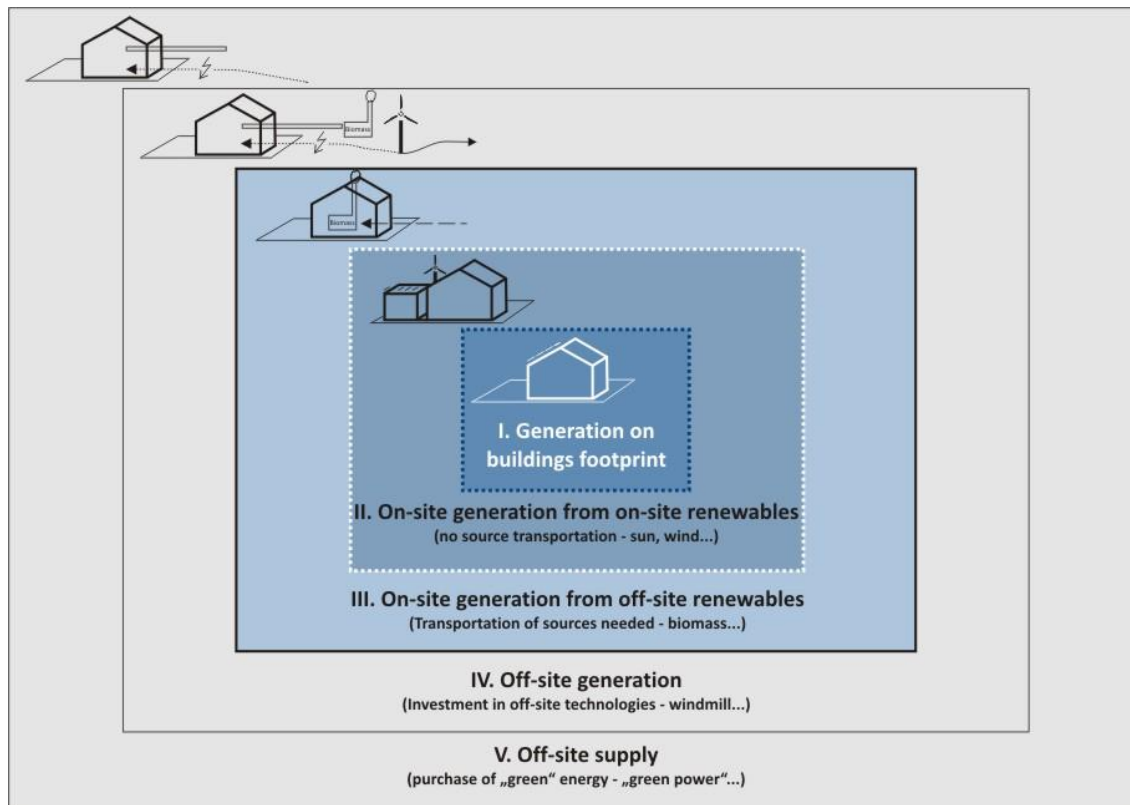 Biomass
Biomass
I. Generation on
buildings footprint
II. On-site generation from on-site renewables
(no source transportation - sun, wind...)
III. On-site generation from off-site renewables
(Transportation of sources needed - biomass...)
IV. Off-site generation
(Investment in off-site technologies - windmill...)
V. Off-site supply
(purchase of „green“ energy - „green power“...)